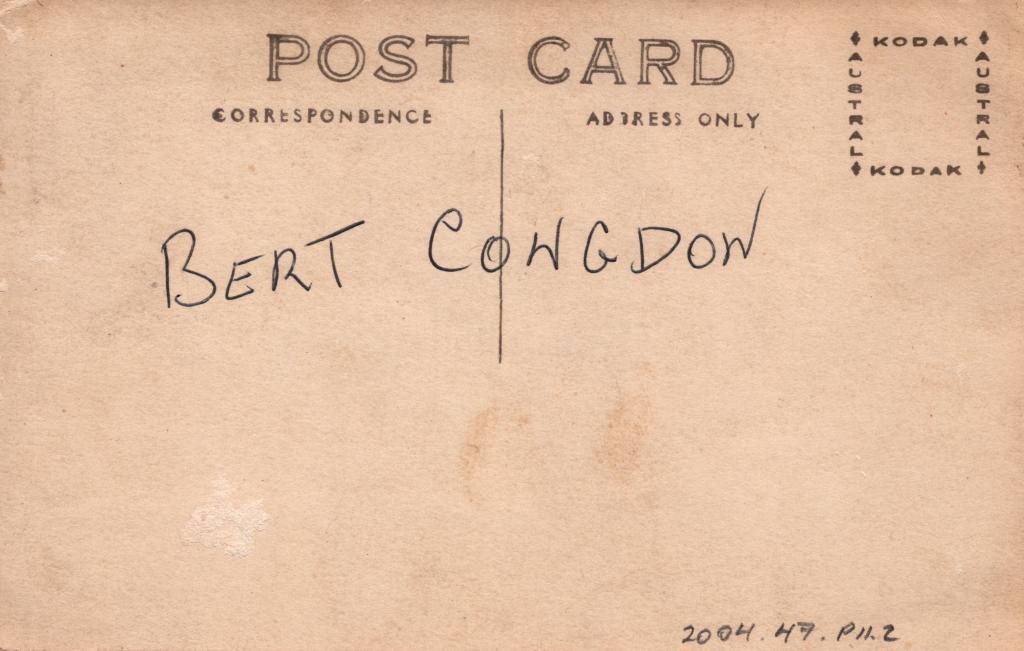 POST CARD
CORRESPONDENCE
ADDRESS ONLY
KODAK
AUSTRAL
AUSTRAL
KODAK
BERT CONGDON
2004.47.P11.2